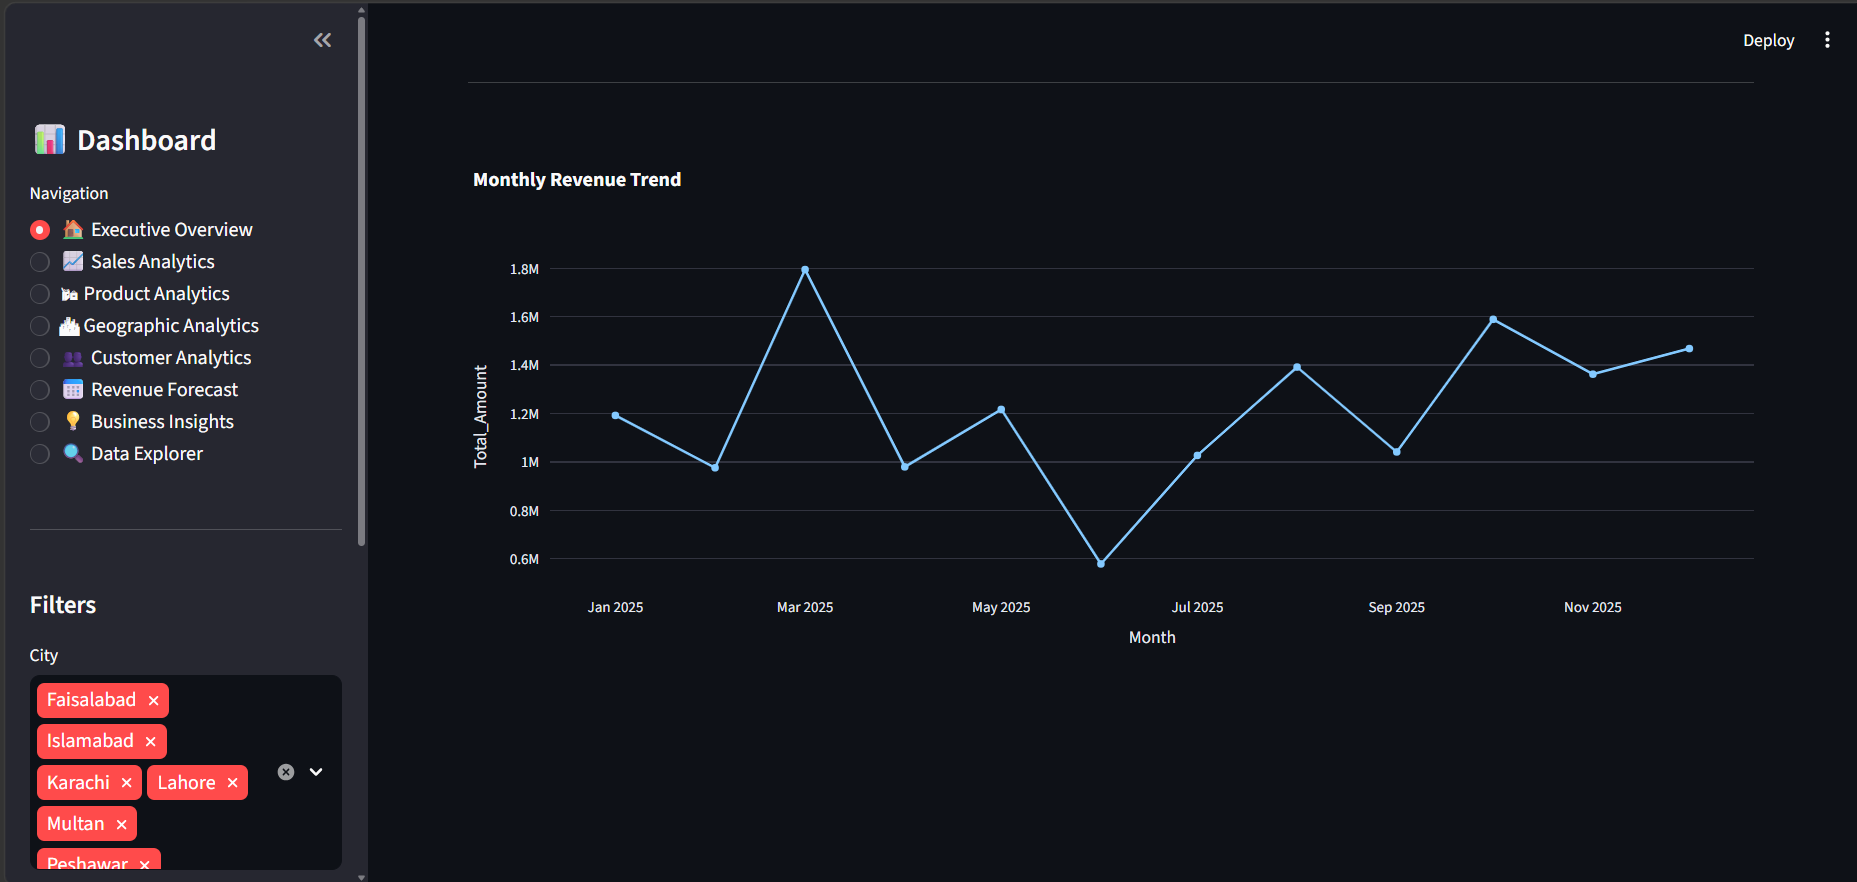 Deploy
Dashboard
Navigation
Executive Overview
Sales Analytics
Product Analytics
Geographic Analytics
Customer Analytics
Revenue Forecast
Business Insights
Data Explorer
Filters
City
Faisalabad ×
Islamabad ×
Karachi × Lahore ×
Multan ×
Peshawar ×
Monthly Revenue Trend
Total_Amount
1.8M
1.6M
1.4M
1.2M
1M
0.8M
0.6M
Jan 2025 Mar 2025 May 2025 Jul 2025 Sep 2025 Nov 2025
Month